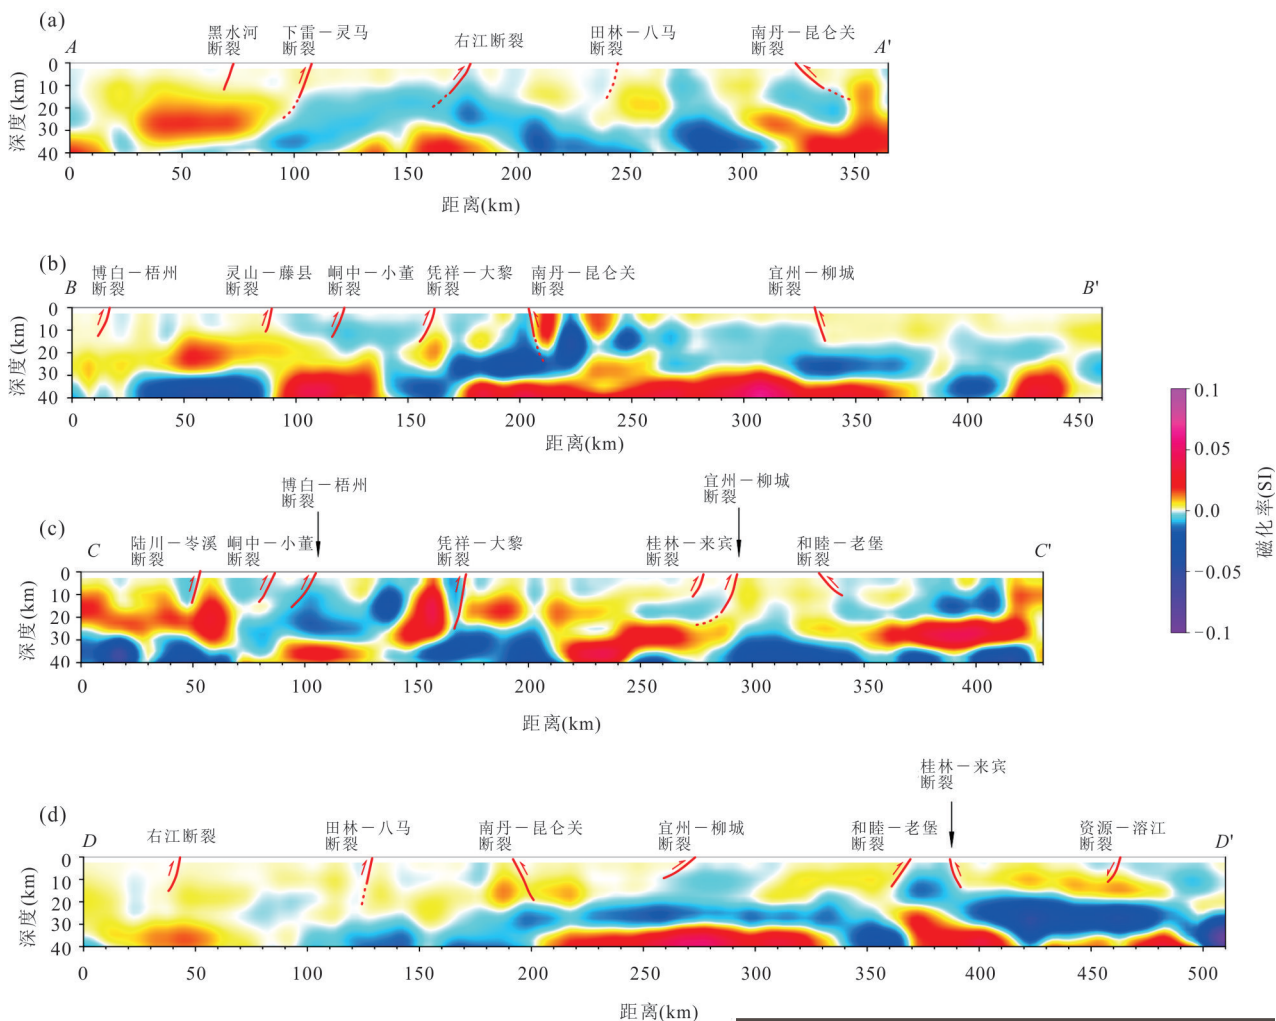 (a)
黑水河
断裂
下雷－灵马
断裂
右江断裂
田林－八马
断裂
南丹－昆仑关
断裂
A
A'
深度(km)
0
10
20
30
40
0
50
100
150
200
250
300
350
距离(km)
(b)
博白－梧州
断裂
灵山－藤县
断裂
峒中－小董
断裂
凭祥－大黎
断裂
南丹－昆仑关
断裂
宜州－柳城
断裂
B
B'
深度(km)
0
10
20
30
40
0
50
100
150
200
250
300
350
400
450
距离(km)
0.1
0.05
0.0
−0.05
−0.1
磁化率(SI)
(c)
博白－梧州
断裂
宜州－柳城
断裂
陆川－岑溪
断裂
峒中－小董
断裂
凭祥－大黎
断裂
桂林－来宾
断裂
和睦－老堡
断裂
C
C'
深度(km)
0
10
20
30
40
0
50
100
150
200
250
300
350
400
距离(km)
(d)
桂林－来宾
断裂
右江断裂
田林－八马
断裂
南丹－昆仑关
断裂
宜州－柳城
断裂
和睦－老堡
断裂
资源－溶江
断裂
D
D'
深度(km)
0
10
20
30
40
0
50
100
150
200
250
300
350
400
450
500
距离(km)